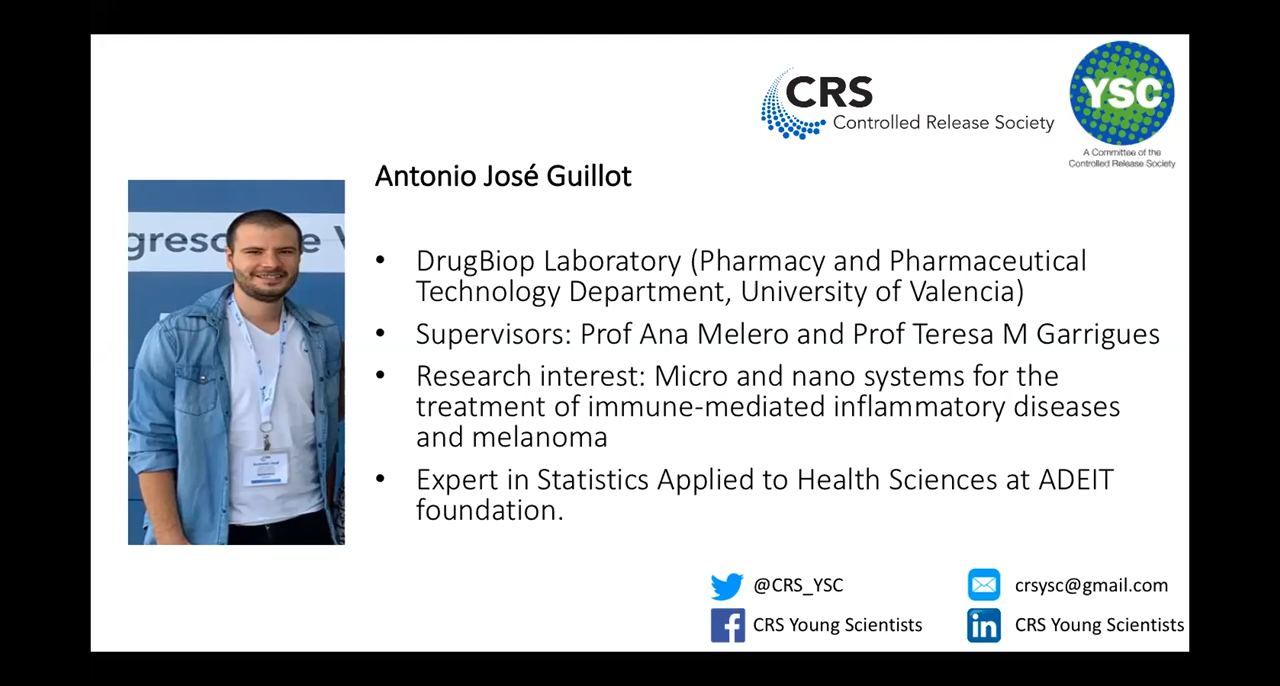 CRS
Controlled Release Society
YSC
A Committee of the
Controlled Release Society
Antonio José Guillot
• DrugBiop Laboratory (Pharmacy and Pharmaceutical
Technology Department, University of Valencia)
• Supervisors: Prof Ana Melero and Prof Teresa M Garrigues
• Research interest: Micro and nano systems for the
treatment of immune-mediated inflammatory diseases
and melanoma
• Expert in Statistics Applied to Health Sciences at ADEIT
foundation.
@CRS_YSC
crsysc@gmail.com
CRS Young Scientists
CRS Young Scientists